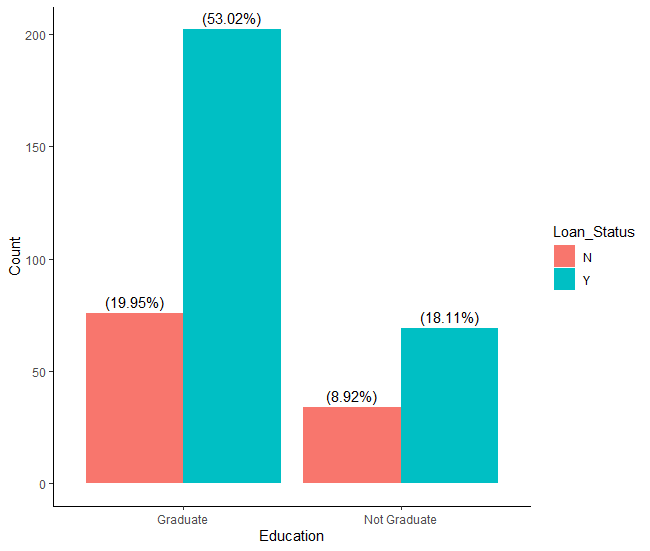 (53.02%)
200
150
Loan_Status
Count
N
100
Y
(19.95%)
(18.11%)
50
(8.92%)
0
Graduate
Not Graduate
Education